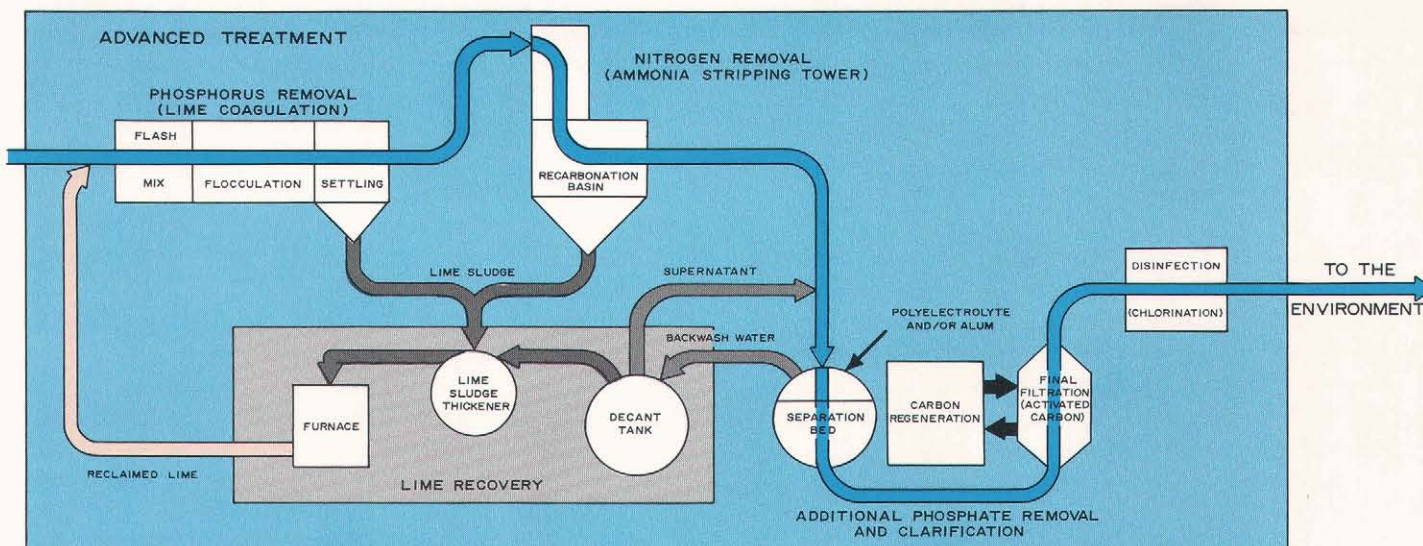 ADVANCED TREATMENT
NITROGEN REMOVAL
(AMMONIA STRIPPING TOWER)
PHOSPHORUS REMOVAL
(LIME COAGULATION)
FLASH
MIX
FLOCCULATION
SETTLING
RECARBONATION
BASIN
LIME SLUDGE
SUPERNATANT
DISINFECTION
(CHLORINATION)
TO THE
ENVIRONMENT
POLYELECTROLYTE
AND/OR ALUM
BACKWASH WATER
LIME
SLUDGE
THICKENER
FURNACE
DECANT
TANK
SEPARATION
BED
CARBON
REGENERATION
FINAL
FILTRATION
(ACTIVATED
CARBON)
RECLAIMED LIME
LIME RECOVERY
ADDITIONAL PHOSPHATE REMOVAL
AND CLARIFICATION